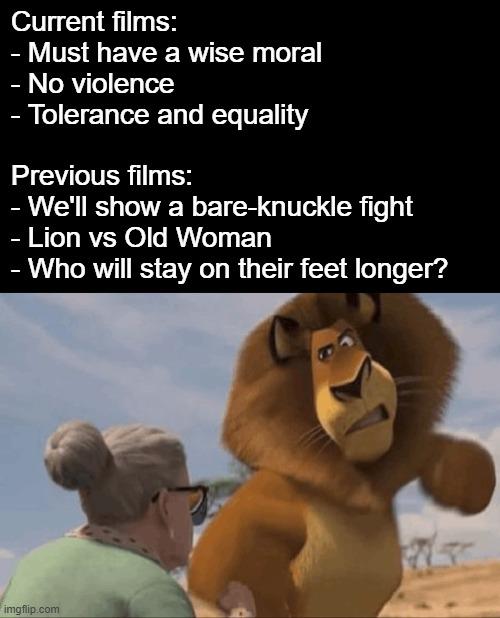 Current films:
- Must have a wise moral
- No violence
- Tolerance and equality
Previous films:
- We'll show a bare-knuckle fight
- Lion vs Old Woman
- Who will stay on their feet longer?
imgflip.com